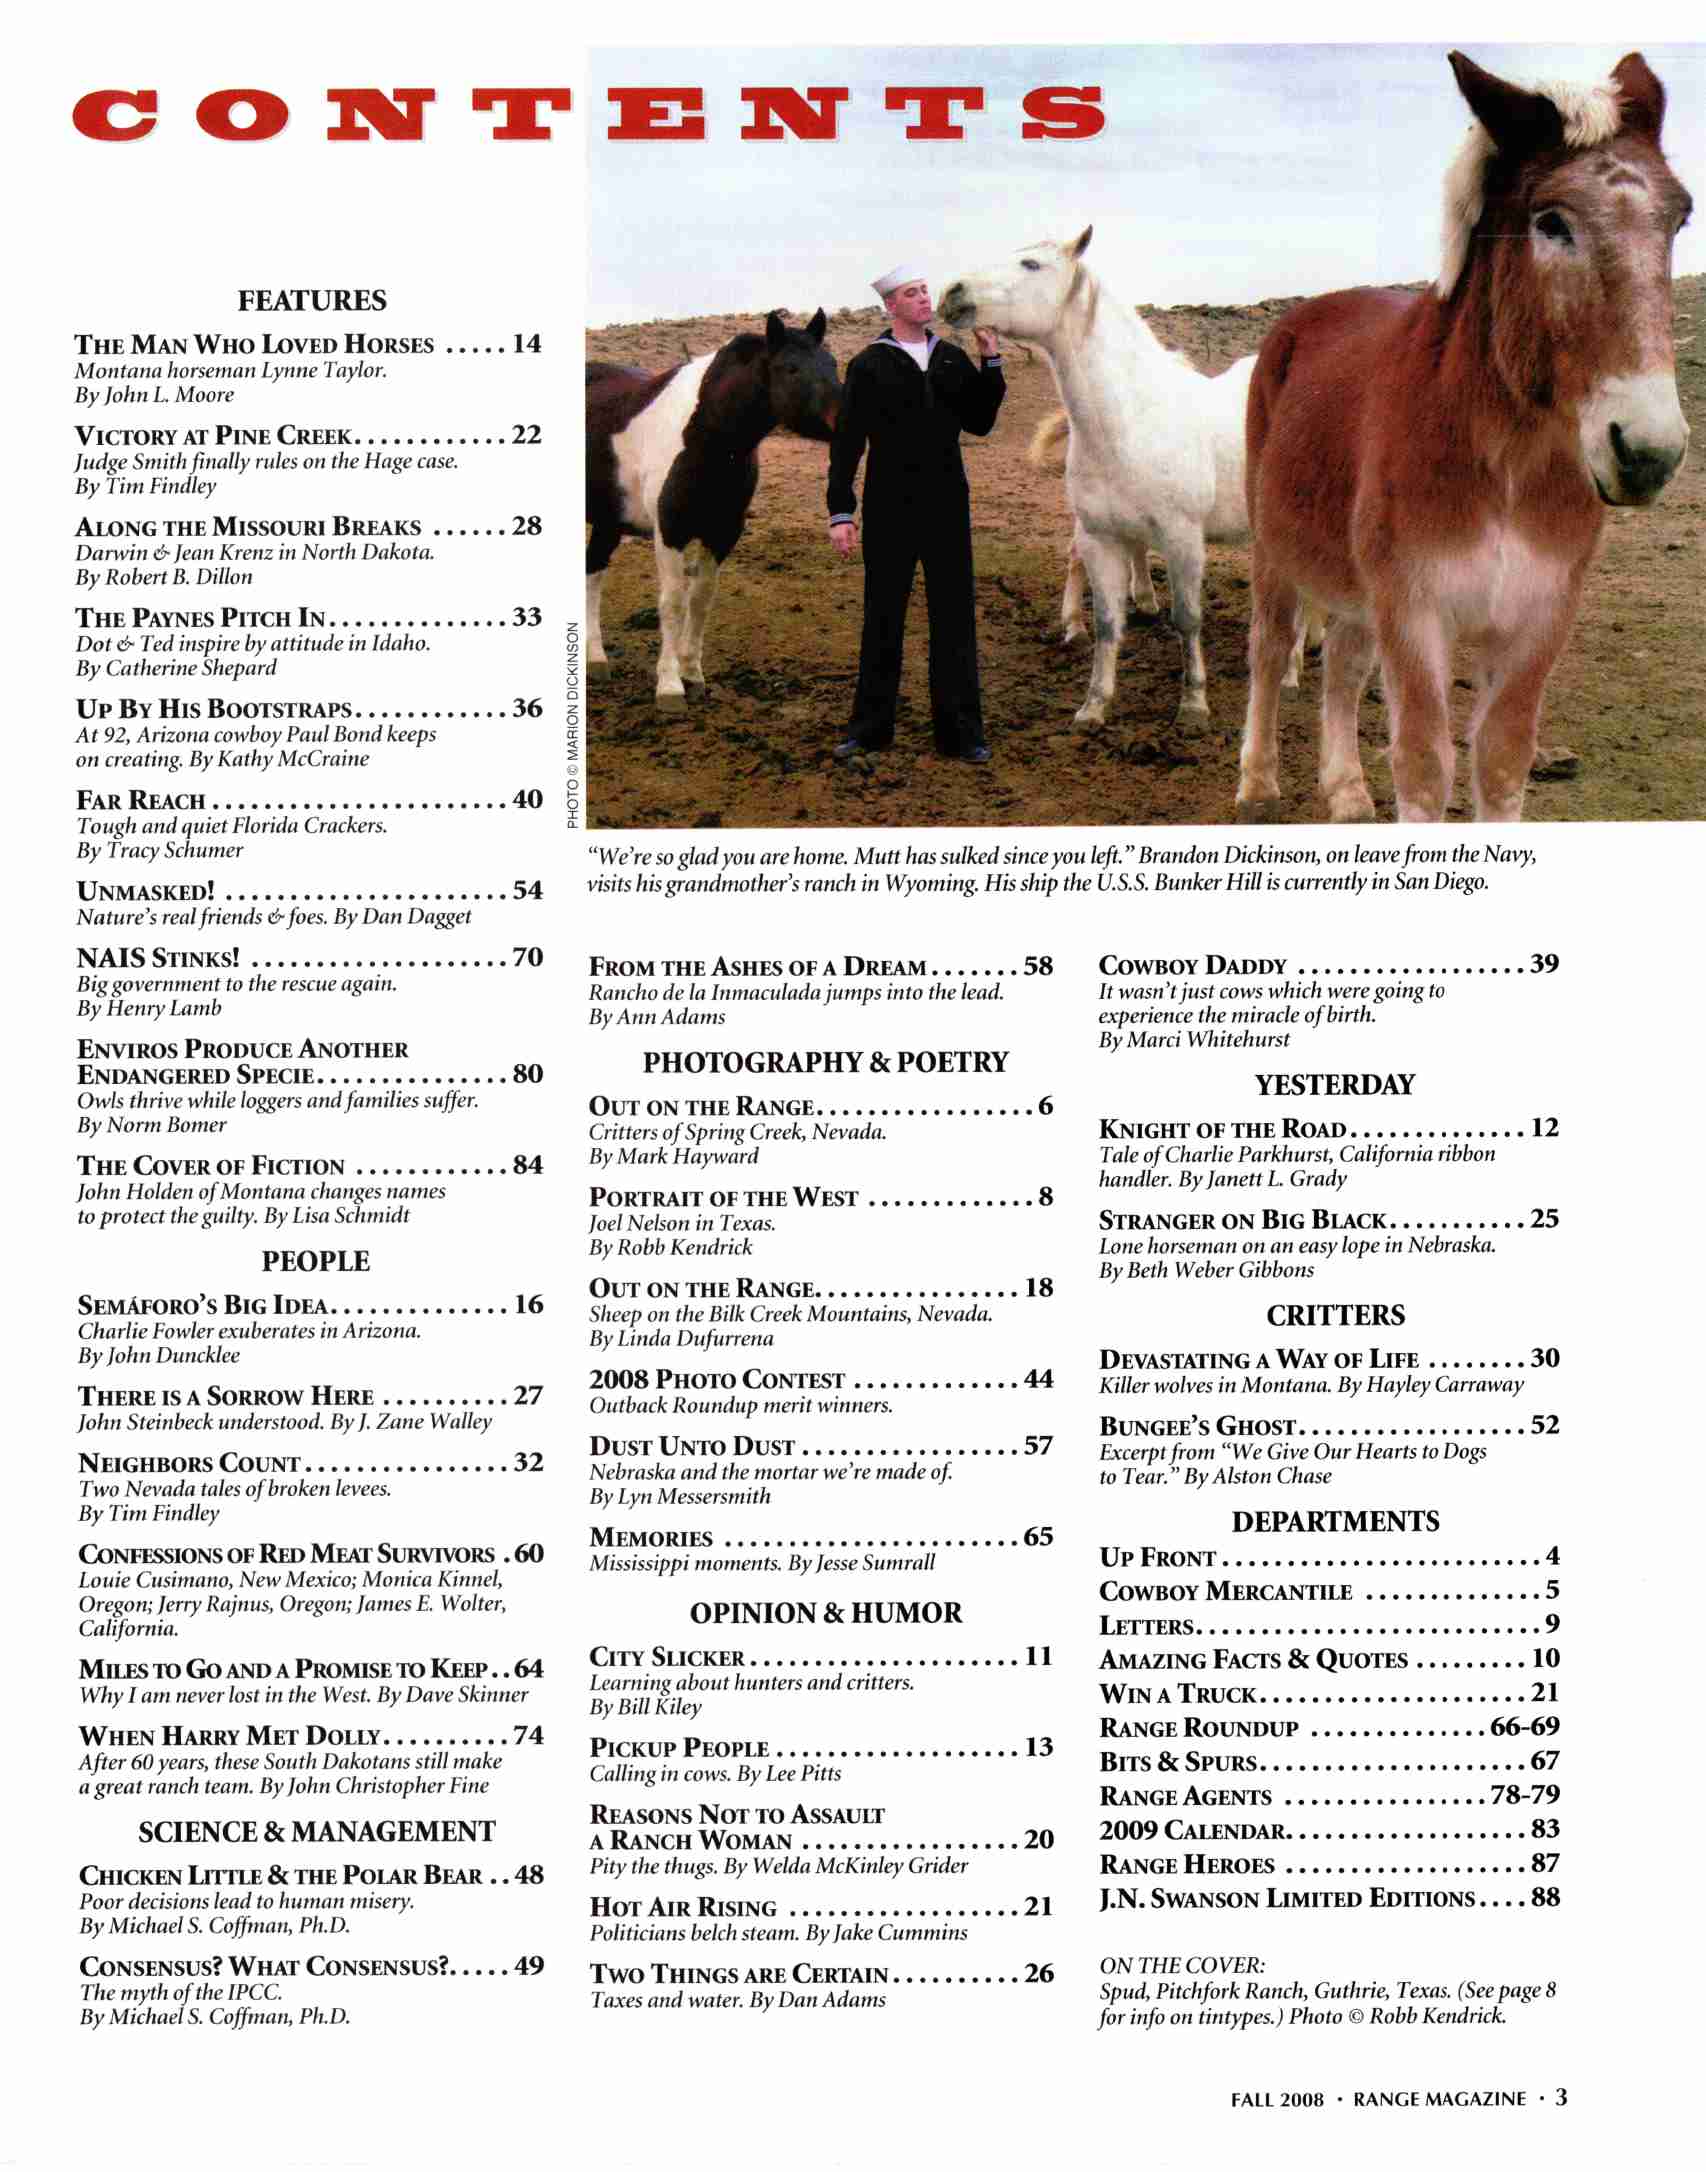 CONTENTS
FEATURES
THE MAN WHO LOVED HORSES ..... 14
Montana horseman Lynne Taylor.
By John L. Moore
VICTORY AT PINE CREEK............ 22
Judge Smith finally rules on the Hage case.
By Tim Findley
ALONG THE MISSOURI BREAKS ...... 28
Darwin & Jean Krenz in North Dakota.
By Robert B. Dillon
THE PAYNES PITCH IN.............. 33
Dot & Ted inspire by attitude in Idaho.
By Catherine Shepard
UP BY HIS BOOTSTRAPS............ 36
At 92, Arizona cowboy Paul Bond keeps
on creating. By Kathy McCraine
FAR REACH ....................... 40
Tough and quiet Florida Crackers.
By Tracy Schumer
UNMASKED! ...................... 54
Nature's real friends & foes. By Dan Dagget
NAIS STINKS! .................... 70
Big government to the rescue again.
By Henry Lamb
ENVIROS PRODUCE ANOTHER
ENDANGERED SPECIE............... 80
Owls thrive while loggers and families suffer.
By Norm Bomer
THE COVER OF FICTION ............ 84
John Holden of Montana changes names
to protect the guilty. By Lisa Schmidt
PEOPLE
SEMÁFORO'S BIG IDEA.............. 16
Charlie Fowler exuberates in Arizona.
By John Duncklee
THERE IS A SORROW HERE .......... 27
John Steinbeck understood. By J. Zane Walley
NEIGHBORS COUNT................ 32
Two Nevada tales of broken levees.
By Tim Findley
CONFESSIONS OF RED MEAT SURVIVORS . 60
Louie Cusimano, New Mexico; Monica Kinnel,
Oregon; Jerry Rajnus, Oregon; James E. Wolter,
California.
MILES TO GO AND A PROMISE TO KEEP.. 64
Why I am never lost in the West. By Dave Skinner
WHEN HARRY MET DOLLY.......... 74
After 60 years, these South Dakotans still make
a great ranch team. By John Christopher Fine
SCIENCE & MANAGEMENT
CHICKEN LITTLE & THE POLAR BEAR .. 48
Poor decisions lead to human misery.
By Michael S. Coffman, Ph.D.
CONSENSUS? WHAT CONSENSUS?..... 49
The myth of the IPCC.
By Michael S. Coffman, Ph.D.
PHOTO © MARION DICKINSON
"We're so glad you are home. Mutt has sulked since you left." Brandon Dickinson, on leave from the Navy,
visits his grandmother's ranch in Wyoming. His ship the U.S.S. Bunker Hill is currently in San Diego.
FROM THE ASHES OF A DREAM....... 58
Rancho de la Inmaculada jumps into the lead.
By Ann Adams
PHOTOGRAPHY & POETRY
OUT ON THE RANGE................. 6
Critters of Spring Creek, Nevada.
By Mark Hayward
PORTRAIT OF THE WEST ............. 8
Joel Nelson in Texas.
By Robb Kendrick
OUT ON THE RANGE................ 18
Sheep on the Bilk Creek Mountains, Nevada.
By Linda Dufurrena
2008 PHOTO CONTEST ............. 44
Outback Roundup merit winners.
DUST UNTO DUST ................. 57
Nebraska and the mortar we're made of.
By Lyn Messersmith
MEMORIES ....................... 65
Mississippi moments. By Jesse Sumrall
OPINION & HUMOR
CITY SLICKER..................... 11
Learning about hunters and critters.
By Bill Kiley
PICKUP PEOPLE ................... 13
Calling in cows. By Lee Pitts
REASONS NOT TO ASSAULT
A RANCH WOMAN ................. 20
Pity the thugs. By Welda McKinley Grider
HOT AIR RISING .................. 21
Politicians belch steam. By Jake Cummins
TWO THINGS ARE CERTAIN.......... 26
Taxes and water. By Dan Adams
COWBOY DADDY .................. 39
It wasn't just cows which were going to
experience the miracle of birth.
By Marci Whitehurst
YESTERDAY
KNIGHT OF THE ROAD.............. 12
Tale of Charlie Parkhurst, California ribbon
handler. By Janett L. Grady
STRANGER ON BIG BLACK........... 25
Lone horseman on an easy lope in Nebraska.
By Beth Weber Gibbons
CRITTERS
DEVASTATING A WAY OF LIFE ........ 30
Killer wolves in Montana. By Hayley Carraway
BUNGEE'S GHOST.................. 52
Excerpt from "We Give Our Hearts to Dogs
to Tear." By Alston Chase
DEPARTMENTS
UP FRONT......................... 4
COWBOY MERCANTILE .............. 5
LETTERS........................... 9
AMAZING FACTS & QUOTES ......... 10
WIN A TRUCK..................... 21
RANGE ROUNDUP .............. 66-69
BITS & SPURS..................... 67
RANGE AGENTS ................ 78-79
2009 CALENDAR................... 83
RANGE HEROES ................... 87
J.N. SWANSON LIMITED EDITIONS.... 88
ON THE COVER:
Spud, Pitchfork Ranch, Guthrie, Texas. (See page 8
for info on tintypes.) Photo © Robb Kendrick.
FALL 2008 • RANGE MAGAZINE • 3